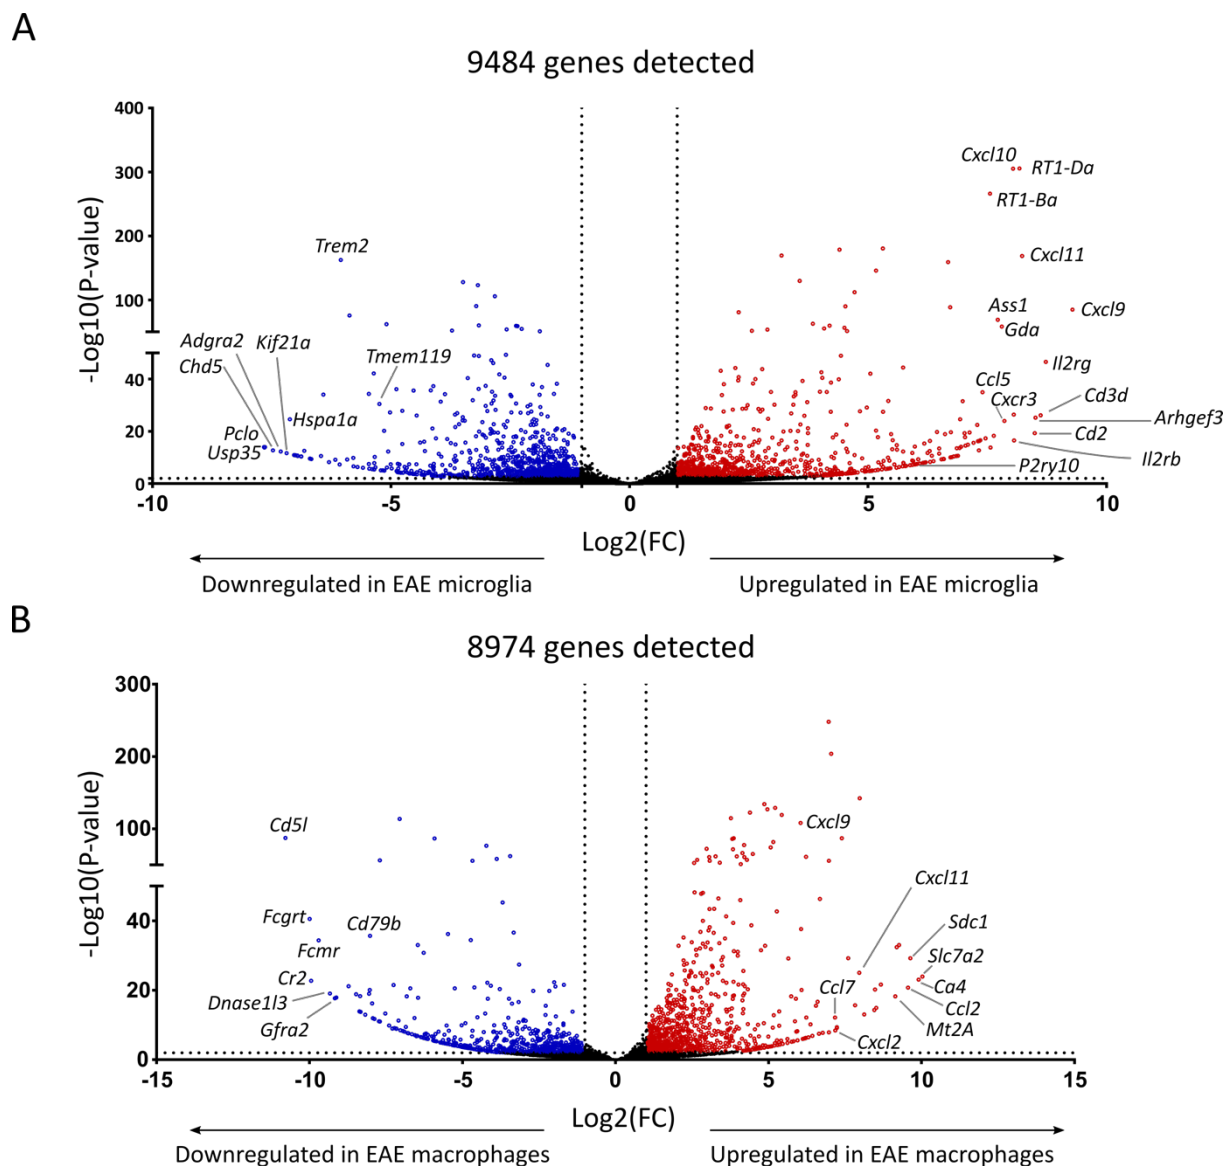 A
9484 genes detected
-Log10(P-value)
400
300
200
100
40
20
0
-10
-5
0
5
10
Cxcl10
RT1-Da
RT1-Ba
Trem2
Cxcl11
Ass1
Cxcl9
Gda
Adgra2
Kif21a
Chd5
Tmem119
Il2rg
Ccl5
Cxcr3
Cd3d
Hspa1a
Arhgef3
Pclo
Cd2
Usp35
Il2rb
P2ry10
Log2(FC)
Downregulated in EAE microglia
Upregulated in EAE microglia
B
8974 genes detected
-Log10(P-value)
300
200
100
40
20
0
-15
-10
-5
0
5
10
15
Cd5l
Cxcl9
Cxcl11
Fcgrt
Cd79b
Sdc1
Fcmr
Slc7a2
Cr2
Ccl7
Ca4
Dnase1l3
Ccl2
Gfra2
Mt2A
Cxcl2
Log2(FC)
Downregulated in EAE macrophages
Upregulated in EAE macrophages